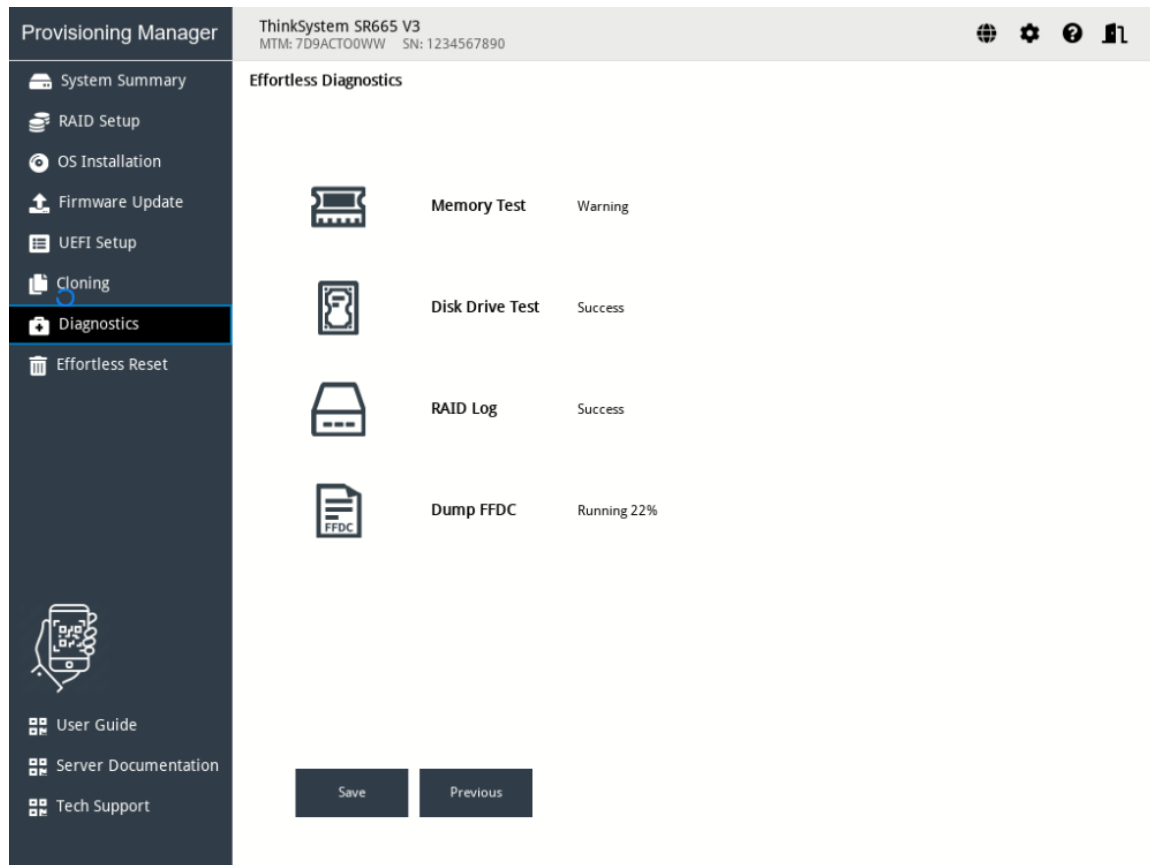 Provisioning Manager
ThinkSystem SR665 V3
MTM: 7D9ACTO0WW SN: 1234567890
System Summary
RAID Setup
OS Installation
Firmware Update
UEFI Setup
Cloning
Diagnostics
Effortless Reset
User Guide
Server Documentation
Tech Support
Effortless Diagnostics
Memory Test Warning
Disk Drive Test Success
RAID Log Success
FFDC
Dump FFDC Running 22%
Save Previous